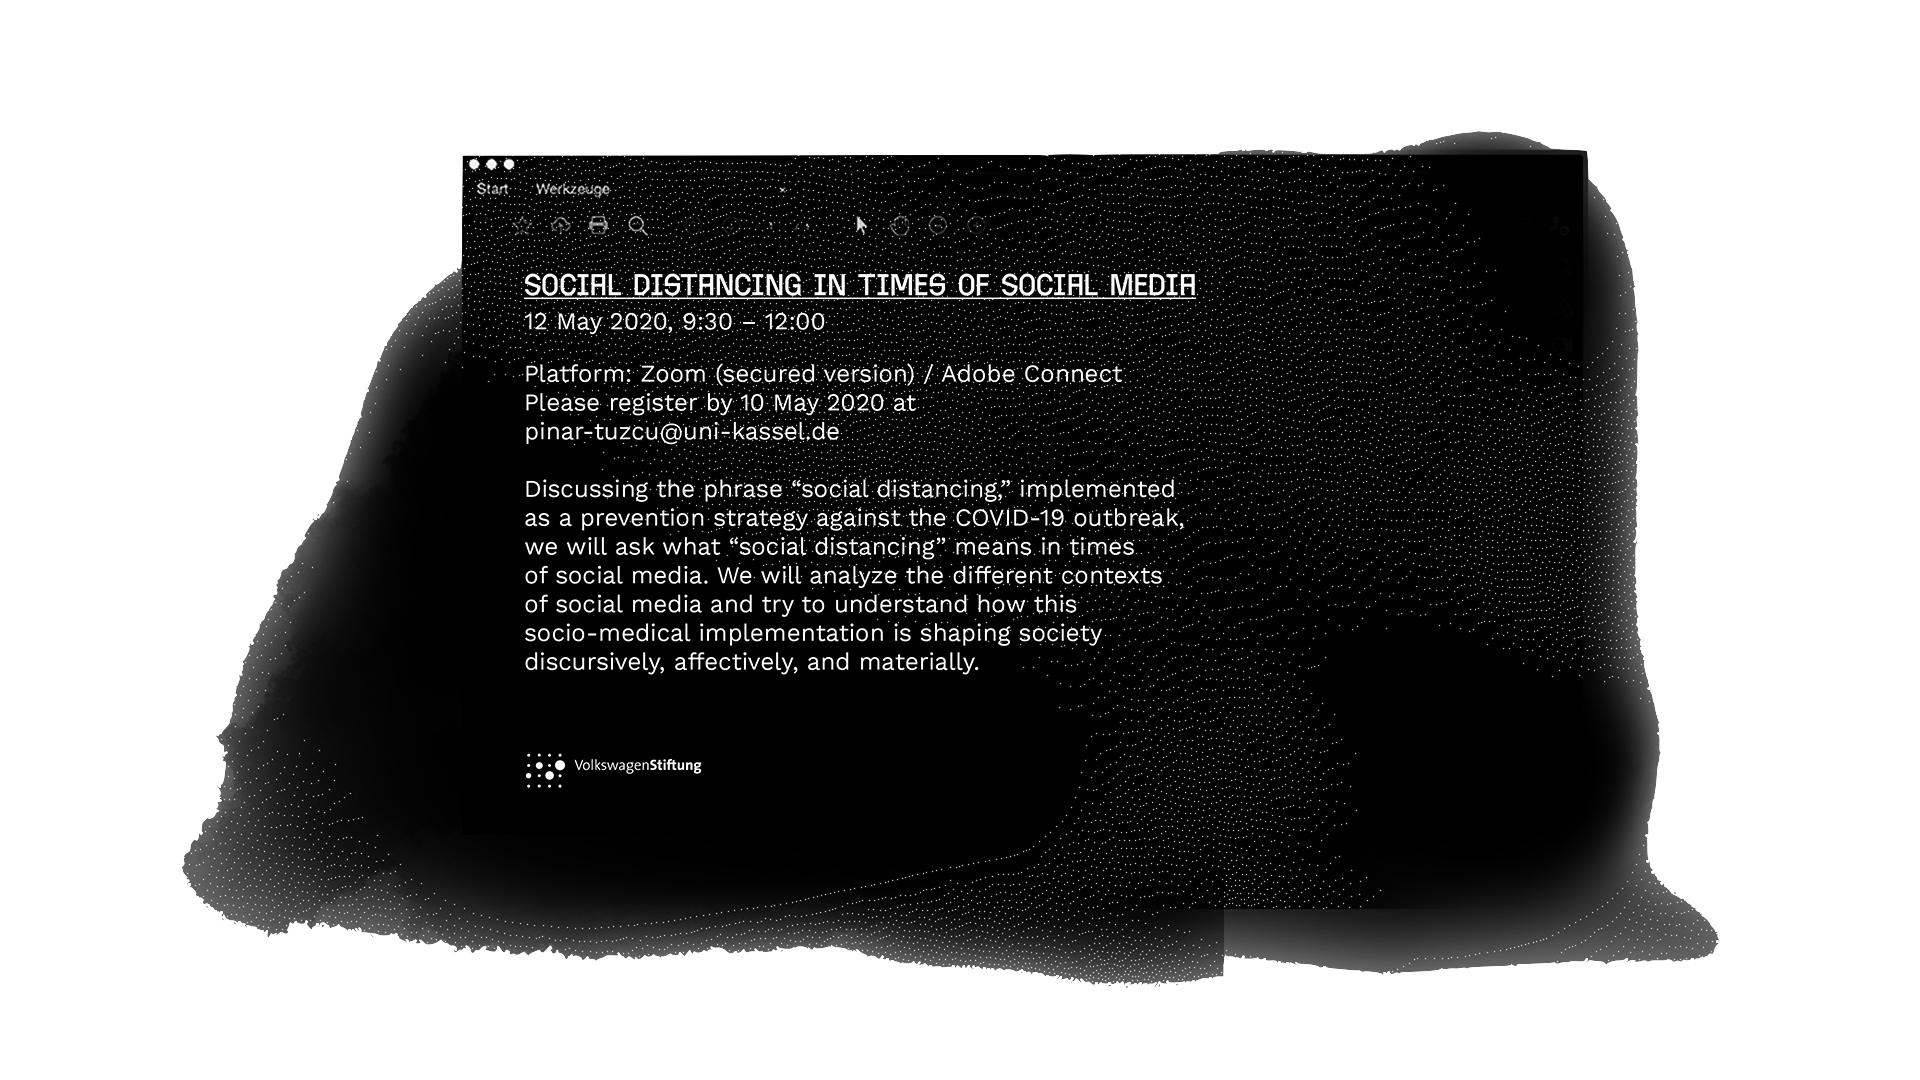 Start Werkzeuge ×
SOCIAL DISTANCING IN TIMES OF SOCIAL MEDIA
12 May 2020, 9:30 – 12:00
Platform: Zoom (secured version) / Adobe Connect
Please register by 10 May 2020 at
pinar-tuzcu@uni-kassel.de
Discussing the phrase “social distancing,” implemented
as a prevention strategy against the COVID-19 outbreak,
we will ask what “social distancing” means in times
of social media. We will analyze the different contexts
of social media and try to understand how this
socio-medical implementation is shaping society
discursively, affectively, and materially.
VolkswagenStiftung